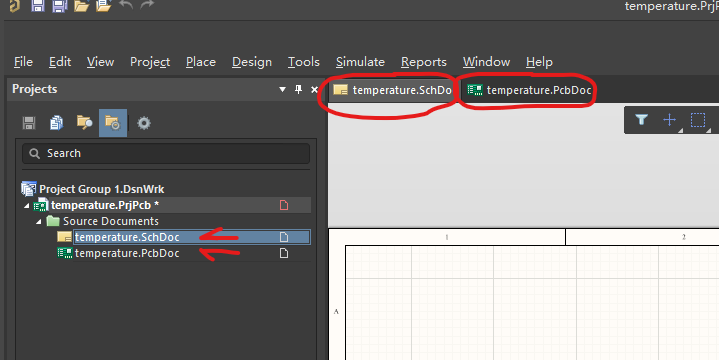 temperature.PrjP
File Edit View Project Place Design Tools Simulate Reports Window Help
Projects
temperature.SchDo
temperature.PcbDoc
Search
Project Group 1.DsnWrk
temperature.PrjPcb *
Source Documents
temperature.SchDoc
temperature.PcbDoc
1 2
A